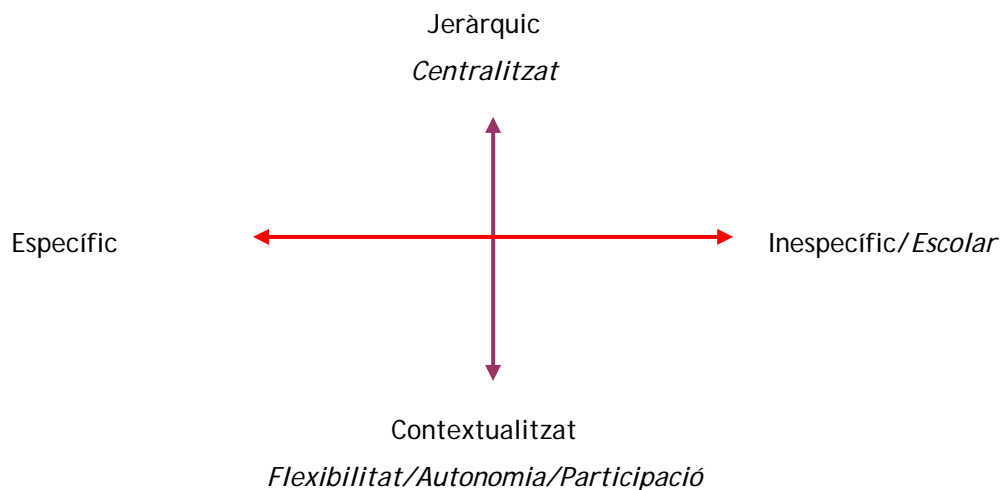 Jeràrquic
Centralitzat
Específic
Inespecífic/Escolar
Contextualitzat
Flexibilitat/Autonomia/Participació